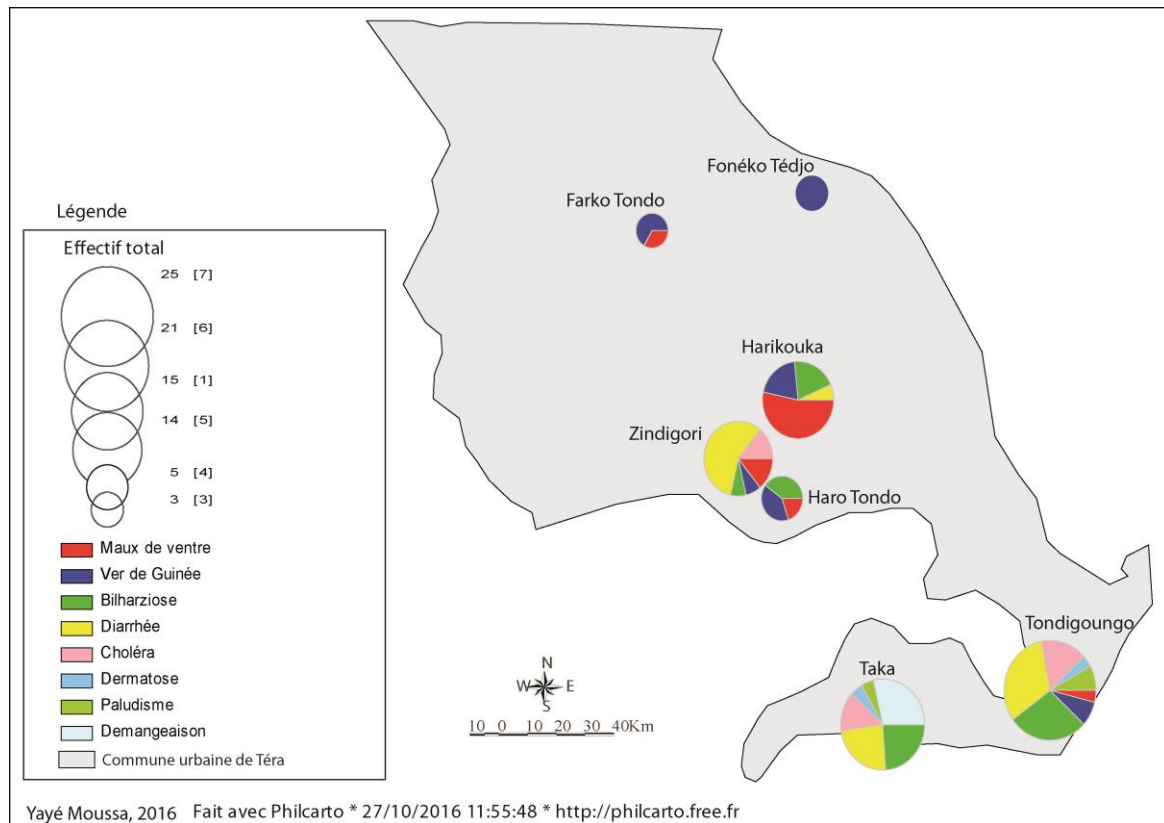 Fonéko Tédjo
Farko Tondo
Légende
Effectif total
25 [7]
21 [6]
15 [1]
14 [5]
5 [4]
3 [3]
Harikouka
Zindigori
Haro Tondo
Maux de ventre
Ver de Guinée
Bilharziose
Diarrhée
Choléra
Dermatose
Paludisme
Demangeaison
Commune urbaine de Téra
Tondigoungo
Taka
N
W E
S
10 0 10 20 30 40Km
Yayé Moussa, 2016 Fait avec Philcarto * 27/10/2016 11:55:48 * http://philcarto.free.fr